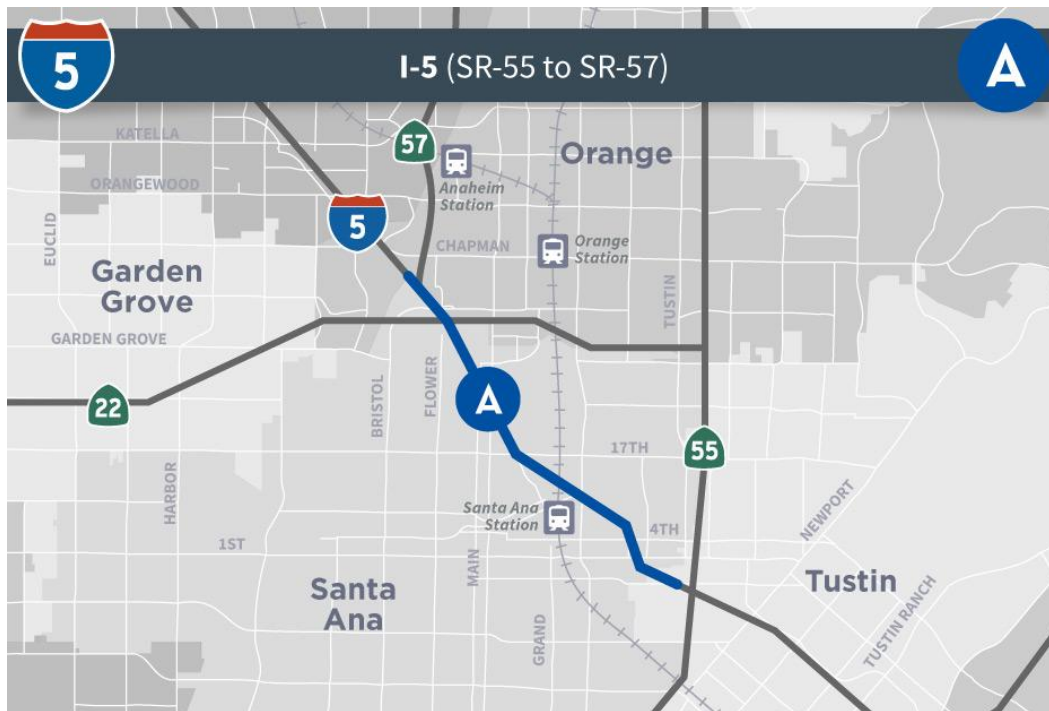 5
I-5 (SR-55 to SR-57)
A
KATELLA
57
Orange
ORANGEWOOD
Anaheim
Station
EUCLID
5
CHAPMAN
Orange
Station
Garden
Grove
TUSTIN
GARDEN GROVE
BRISTOL
FLOWER
A
22
17TH
55
HARBOR
Santa Ana
Station
NEWPORT
1ST
4TH
MAIN
Santa
Ana
Tustin
GRAND
TUSTIN RANCH